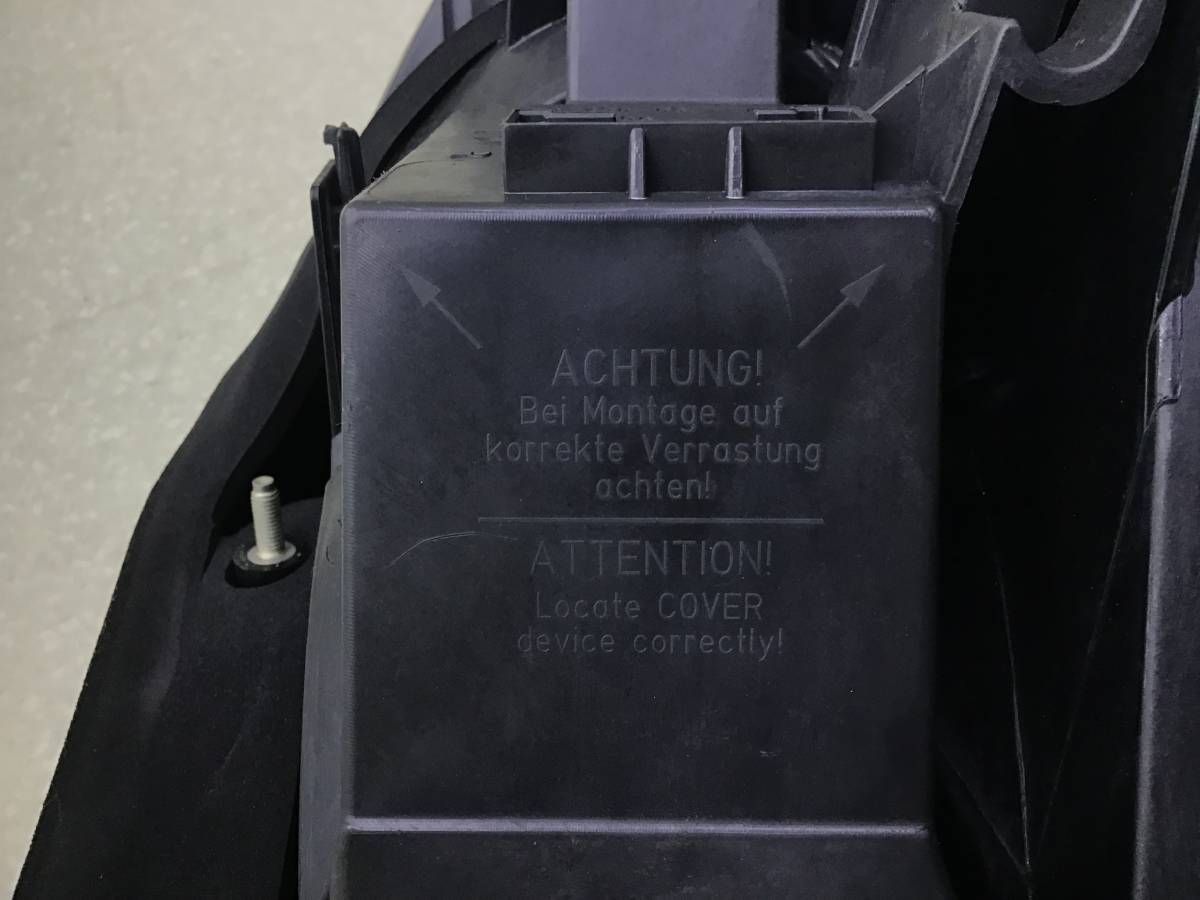 ACHTUNG!
Bei Montage auf
korrekte Verrastung
achten!
ATTENTION!
Locate COVER
device correctly!